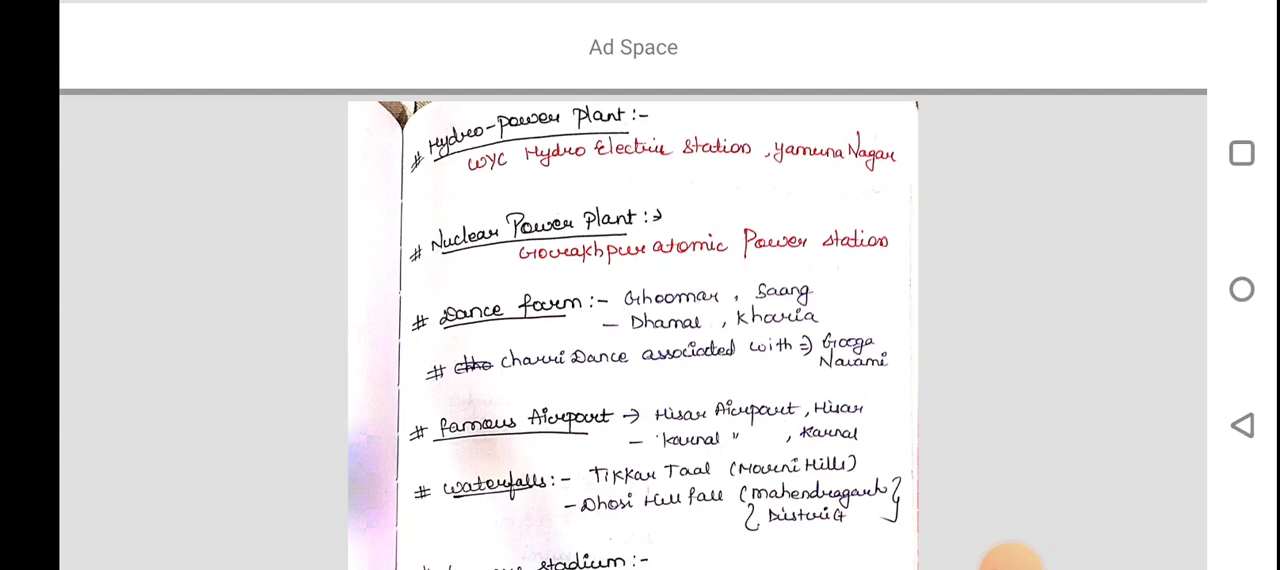 Ad Space
# Hydro-power Plant :-
WYC Hydro Electric Station , Yamuna Nagar
# Nuclear Power Plant :->
Gorakhpur atomic Power station
# Dance form :- Ghoomar , Saang
- Dhamal , Kharia
# Charri Dance associated with => Googa
Navami
# famous Airport -> Hisar Airport , Hisar
- Karnal " , Karnal
# Waterfalls :- Tikkar Taal (Morni Hills)
- Dhosi Hill fall (Mahendragarh }
{ District
stadium :-